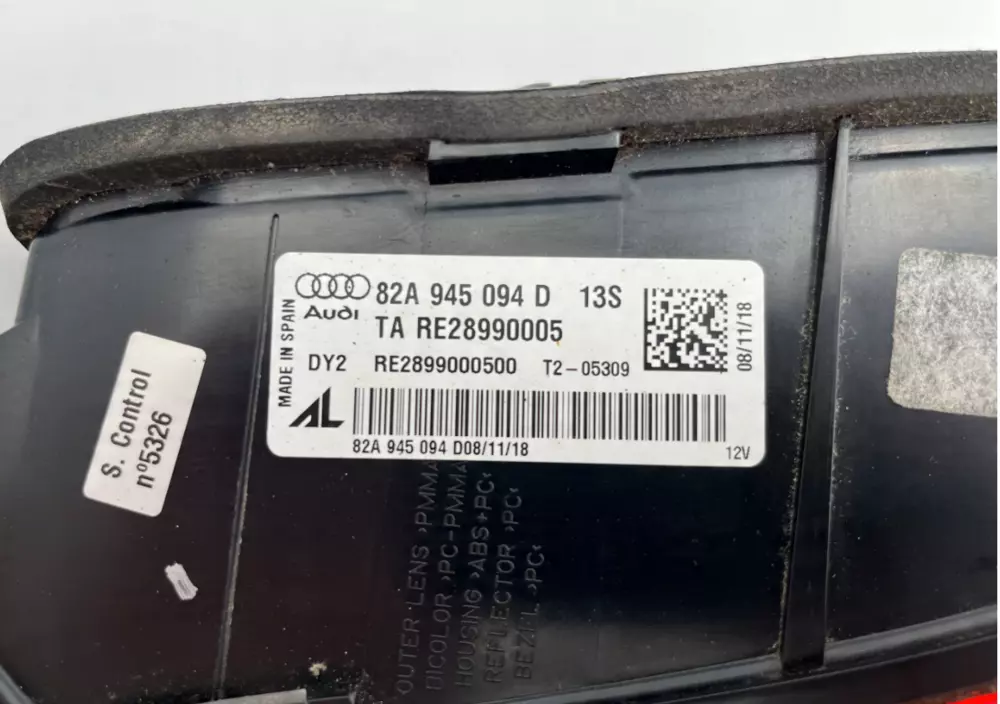 MADE IN SPAIN
Audi
82A 945 094 D 13S
TA RE28990005
DY2 RE2899000500 T2-05309
08/11/18
AL
82A 945 094 D08/11/18
12V
S. Control
nº5326
OUTER LENS >PMMA
BICOLOR >PC-PMMA
HOUSING >ABS+PC<
REFLECTOR >PC<
BEZEL >PC<